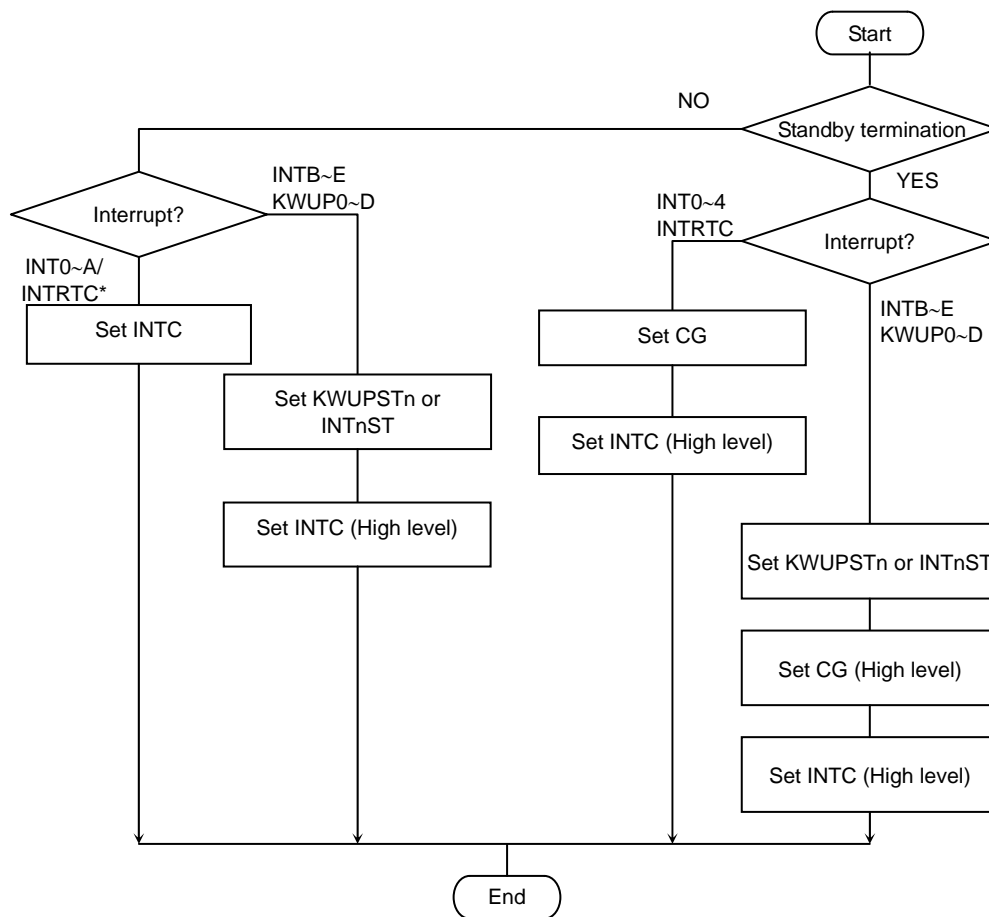 Start
NO
Standby termination
YES
INTB~E
KWUP0~D
INT0~4
INTRTC
Interrupt?
Interrupt?
INT0~A/
INTRTC*
INTB~E
KWUP0~D
Set INTC
Set CG
Set KWUPSTn or
INTnST
Set INTC (High level)
Set INTC (High level)
Set KWUPSTn or INTnST
Set CG (High level)
Set INTC (High level)
End